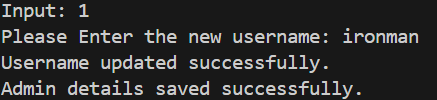 Input: 1
Please Enter the new username: ironman
Username updated successfully.
Admin details saved successfully.